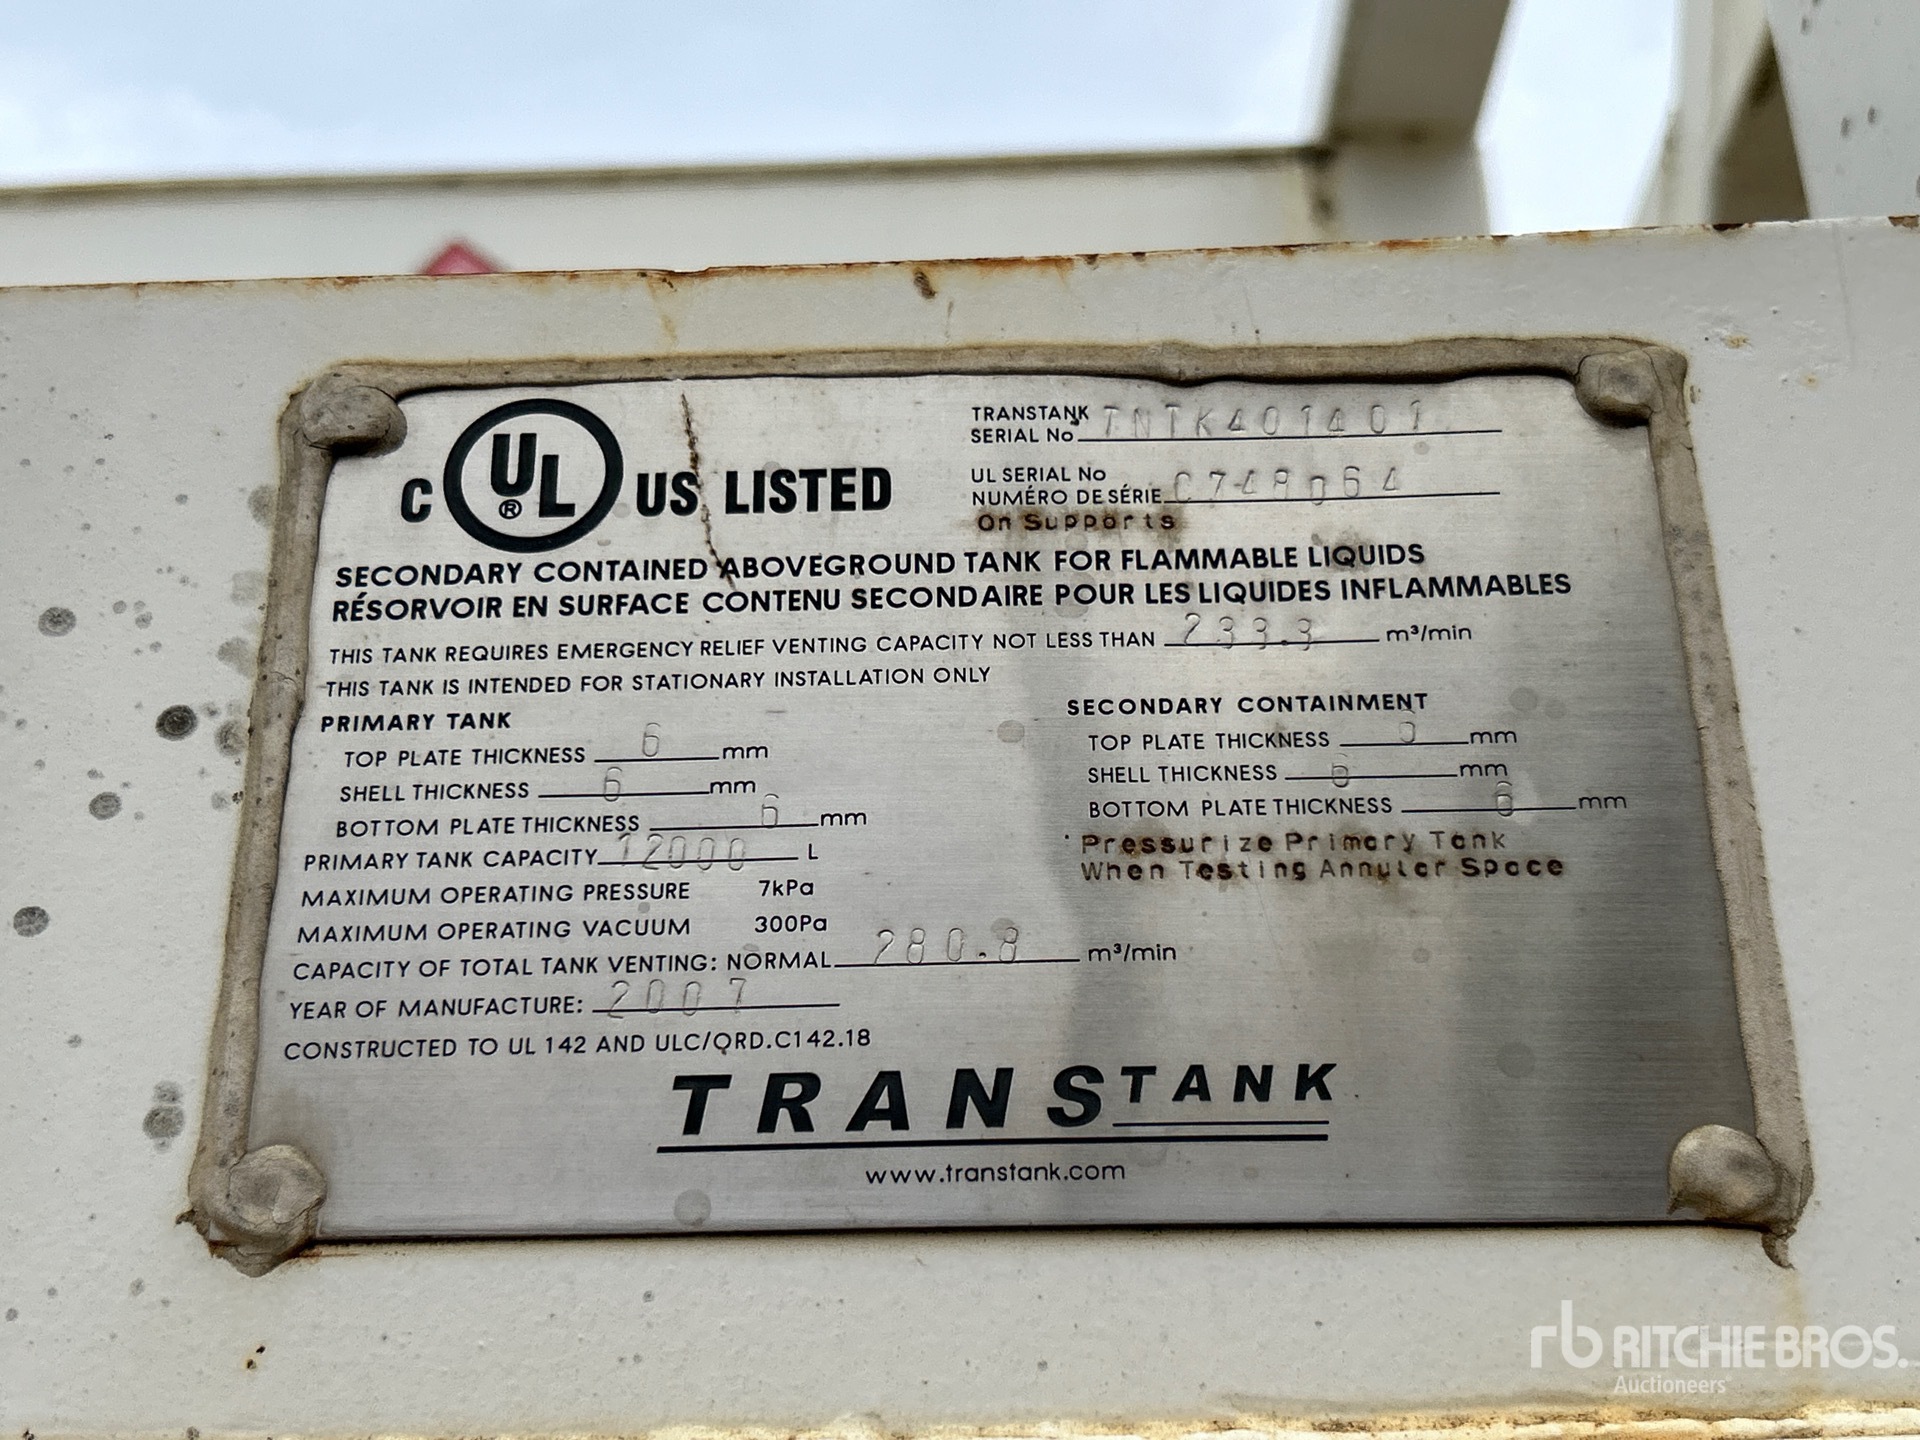 C UL ® US LISTED
TRANSTANK
SERIAL No TNTK401401
UL SERIAL No
NUMÉRO DE SÉRIE
On Supports
SECONDARY CONTAINED ABOVEGROUND TANK FOR FLAMMABLE LIQUIDS
RÉSORVOIR EN SURFACE CONTENU SECONDAIRE POUR LES LIQUIDES INFLAMMABLES
THIS TANK REQUIRES EMERGENCY RELIEF VENTING CAPACITY NOT LESS THAN 233.3 m³/min
THIS TANK IS INTENDED FOR STATIONARY INSTALLATION ONLY
PRIMARY TANK
TOP PLATE THICKNESS 6 mm
SHELL THICKNESS 6 mm
BOTTOM PLATE THICKNESS 6 mm
PRIMARY TANK CAPACITY 12000 L
MAXIMUM OPERATING PRESSURE 7kPa
MAXIMUM OPERATING VACUUM 300Pa
CAPACITY OF TOTAL TANK VENTING: NORMAL 280.8 m³/min
YEAR OF MANUFACTURE: 2007
CONSTRUCTED TO UL 142 AND ULC/ORD.C142.18
SECONDARY CONTAINMENT
TOP PLATE THICKNESS mm
SHELL THICKNESS 6 mm
BOTTOM PLATE THICKNESS 6 mm
Pressurize Primary Tank
When Testing Annular Space
TRANSTANK
www.transtank.com
rb RITCHIE BROS.
Auctioneers